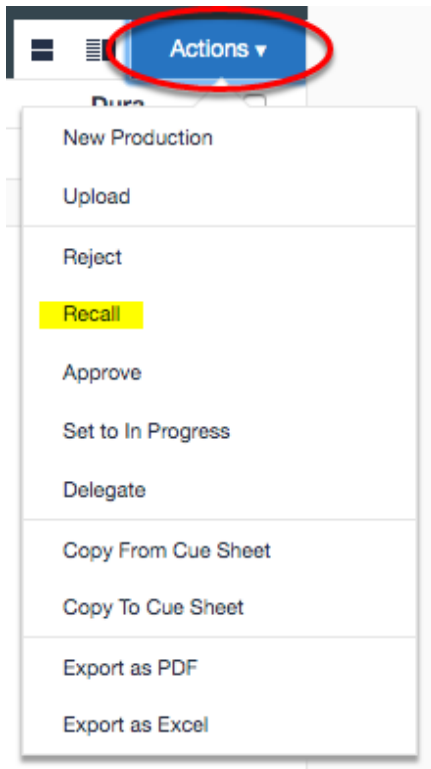 Actions ▾
Dura
New Production
Upload
Reject
Recall
Approve
Set to In Progress
Delegate
Copy From Cue Sheet
Copy To Cue Sheet
Export as PDF
Export as Excel